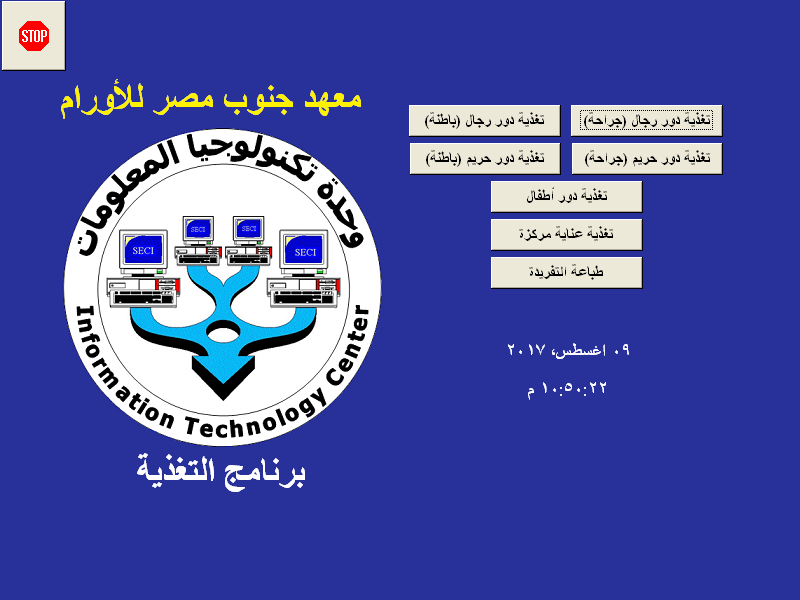 STOP
معهد جنوب مصر للأورام
وحدة تكنولوجيا المعلومات
SECI
SECI
SECI
SECI
Information Technology Center
برنامج التغذية
تغذية دور رجال (جراحة)
تغذية دور رجال (باطنة)
تغذية دور حريم (جراحة)
تغذية دور حريم (باطنة)
تغذية دور أطفال
تغذية عناية مركزة
طباعة التفريدة
٠٩ اغسطس، ٢٠١٧
١٠:٥٠:٢٢ م